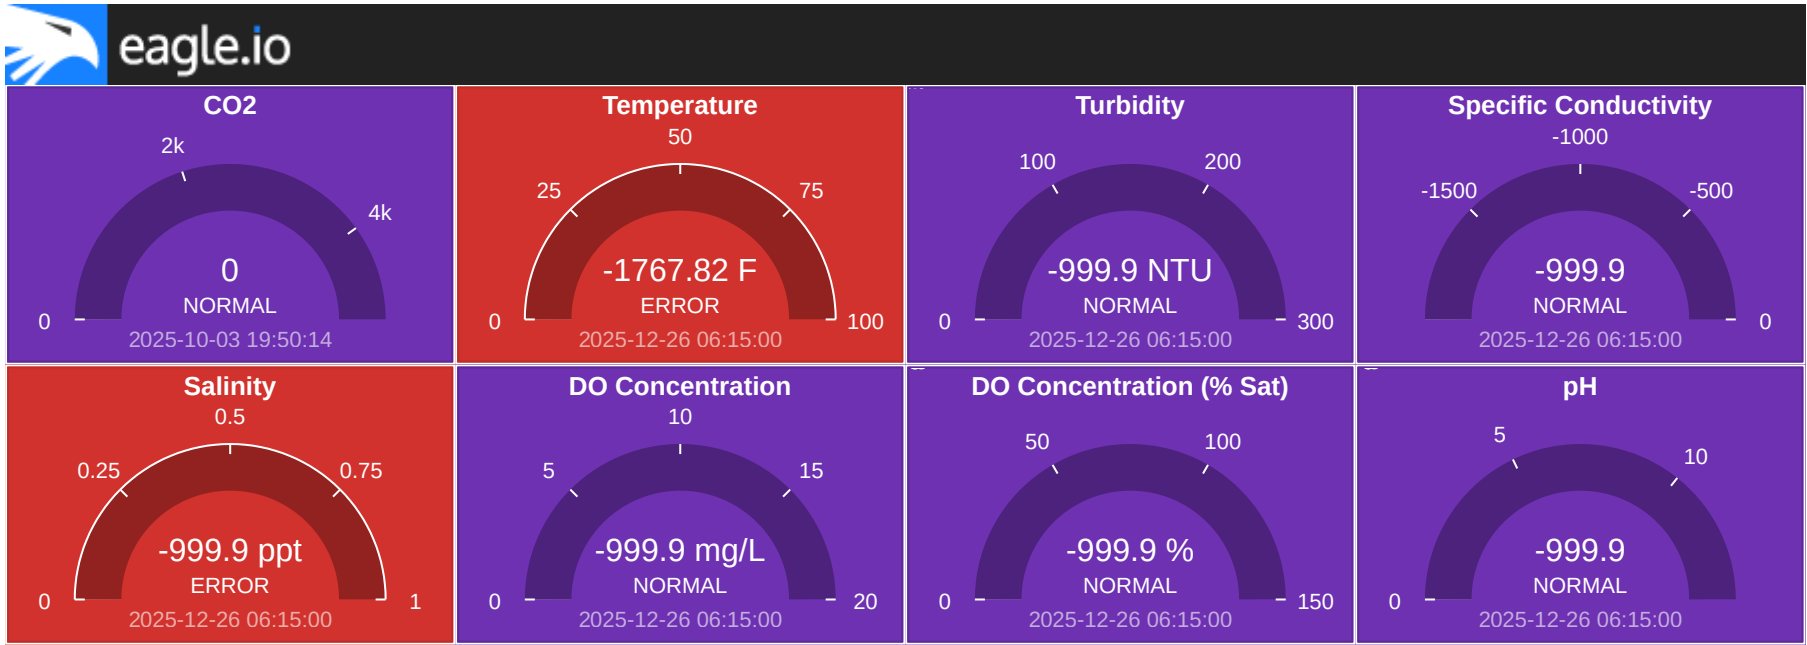 eagle.io
CO2
2k
4k
0
NORMAL
0
2025-10-03 19:50:14
Temperature
50
25
75
-1767.82 F
ERROR
0
100
2025-12-26 06:15:00
Turbidity
100
200
-999.9 NTU
NORMAL
0
300
2025-12-26 06:15:00
Specific Conductivity
-1000
-1500
-500
-999.9
NORMAL
0
2025-12-26 06:15:00
Salinity
0.5
0.25
0.75
-999.9 ppt
ERROR
0
1
2025-12-26 06:15:00
DO Concentration
10
5
15
-999.9 mg/L
NORMAL
0
20
2025-12-26 06:15:00
DO Concentration (% Sat)
50
100
-999.9 %
NORMAL
0
150
2025-12-26 06:15:00
pH
5
10
-999.9
NORMAL
0
2025-12-26 06:15:00